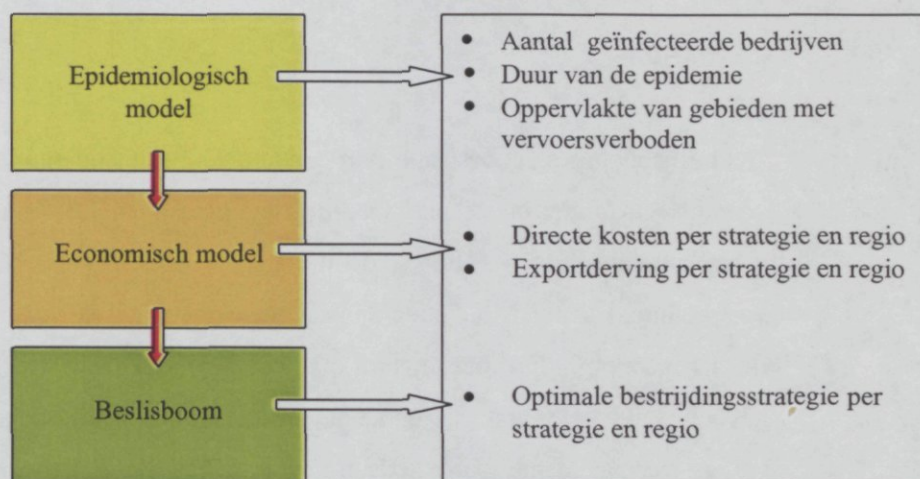 Epidemiologisch
model
• Aantal geïnfecteerde bedrijven
• Duur van de epidemie
• Oppervlakte van gebieden met
vervoersverboden
Economisch model
• Directe kosten per strategie en regio
• Exportderving per strategie en regio
Beslisboom
• Optimale bestrijdingsstrategie per
strategie en regio